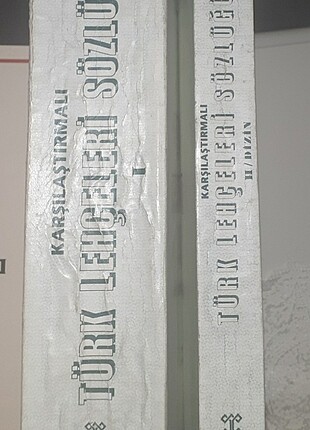 KARŞILAŞTIRMALI
TÜRK LEHÇELERİ SÖZLÜ
I
KARŞILAŞTIRMALI
TÜRK LEHÇELERİ SÖZLÜĞÜ
II / DİZİN